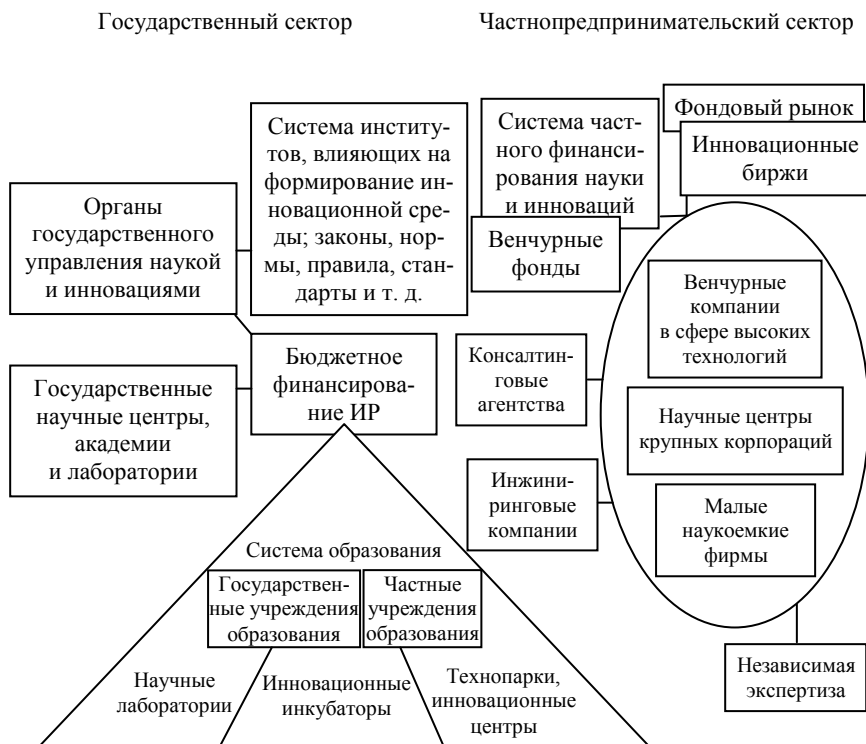 Государственный сектор
Частнопредпринимательский сектор
Органы
государственного
управления наукой
и инновациями
Система институ-
тов, влияющих на
формирование ин-
новационной сре-
ды; законы, нор-
мы, правила, стан-
дарты и т. д.
Государственные
научные центры,
академии
и лаборатории
Бюджетное
финансирова-
ние ИР
Система образования
Государствен-
ные учреждения
образования
Частные
учреждения
образования
Научные
лаборатории
Инновационные
инкубаторы
Технопарки,
инновационные
центры
Система част-
ного финанси-
рования науки
и инноваций
Фондовый рынок
Инновационные
биржи
Венчурные
фонды
Консалтин-
говые
агентства
Инжини-
ринговые
компании
Венчурные
компании
в сфере высоких
технологий
Научные центры
крупных корпораций
Малые
наукоемкие
фирмы
Независимая
экспертиза